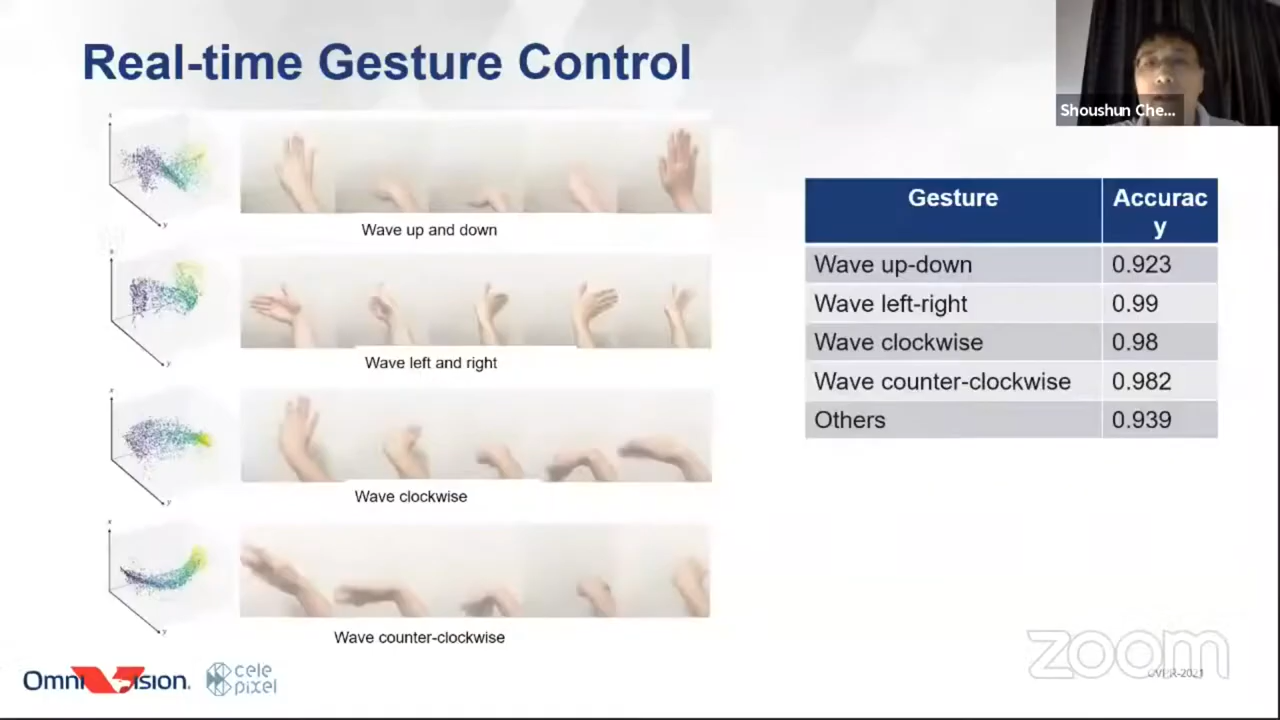 Real-time Gesture Control
Shoushun Che...
Wave up and down
Wave left and right
Wave clockwise
Wave counter-clockwise
Gesture Accurac
y
Wave up-down 0.923
Wave left-right 0.99
Wave clockwise 0.98
Wave counter-clockwise 0.982
Others 0.939
OmniVision.
cele
pixel
zoom
CVPR-2021